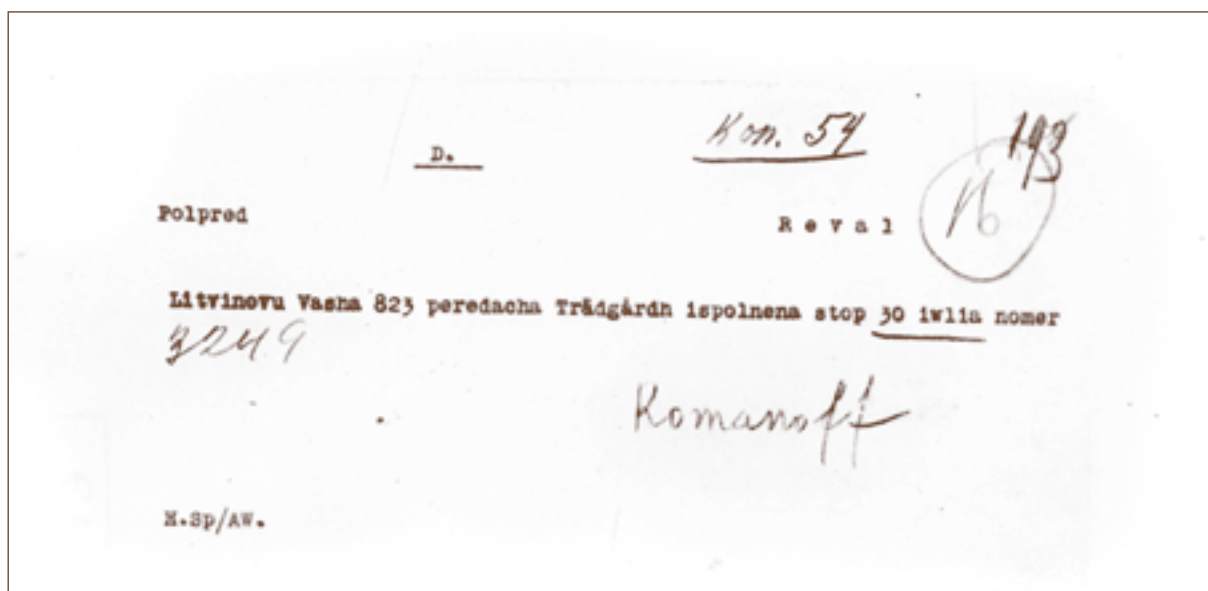 Kon. 54
193
D.
16
Polpred Reval
Litvinovu Vasha 823 peredacha Trädgårdh ispolnena stop 30 iwlia nomer
3249
Komanoff
H.Sp/AW.